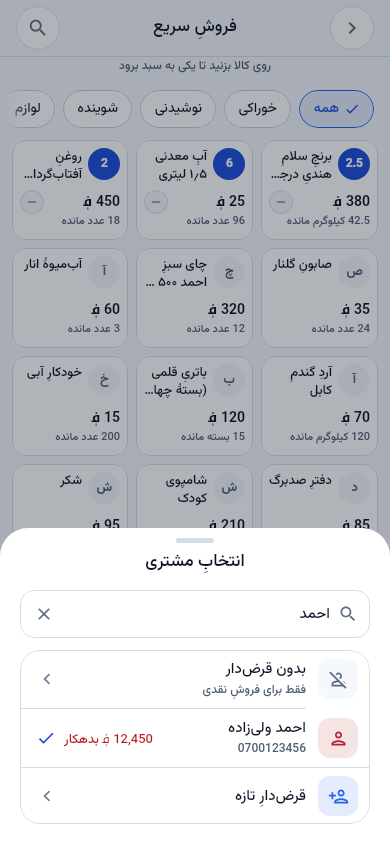 فروشِ سریع
روی کالا بزنید تا یکی به سبد برود
همه
خوراکی
نوشیدنی
شوینده
لوازم
برنج سلامِ
هندیِ درج...
2.5
380 ؋
42.5 کیلوگرم مانده
آبِ معدنی
۱٫۵ لیتری
6
25 ؋
96 عدد مانده
روغنِ
آفتاب‌گردا...
2
450 ؋
18 عدد مانده
صابونِ گلنار
ص
35 ؋
24 عدد مانده
چای سبزِ
احمد ۵۰۰ ...
چ
320 ؋
12 عدد مانده
آب‌میوهٔ انار
آ
60 ؋
3 عدد مانده
آردِ گندمِ
کابل
آ
70 ؋
120 کیلوگرم مانده
باتریِ قلمی
(بستهٔ چها...
ب
120 ؋
15 بسته مانده
خودکارِ آبی
خ
15 ؋
200 عدد مانده
دفترِ صدبرگ
د
85 ؋
شامپوی
کودک
ش
210 ؋
شکر
ش
95 ؋
انتخابِ مشتری
احمد
بدون قرض‌دار
فقط برای فروشِ نقدی
احمد ولی‌زاده
0700123456
12,450 ؋ بدهکار
قرض‌دارِ تازه